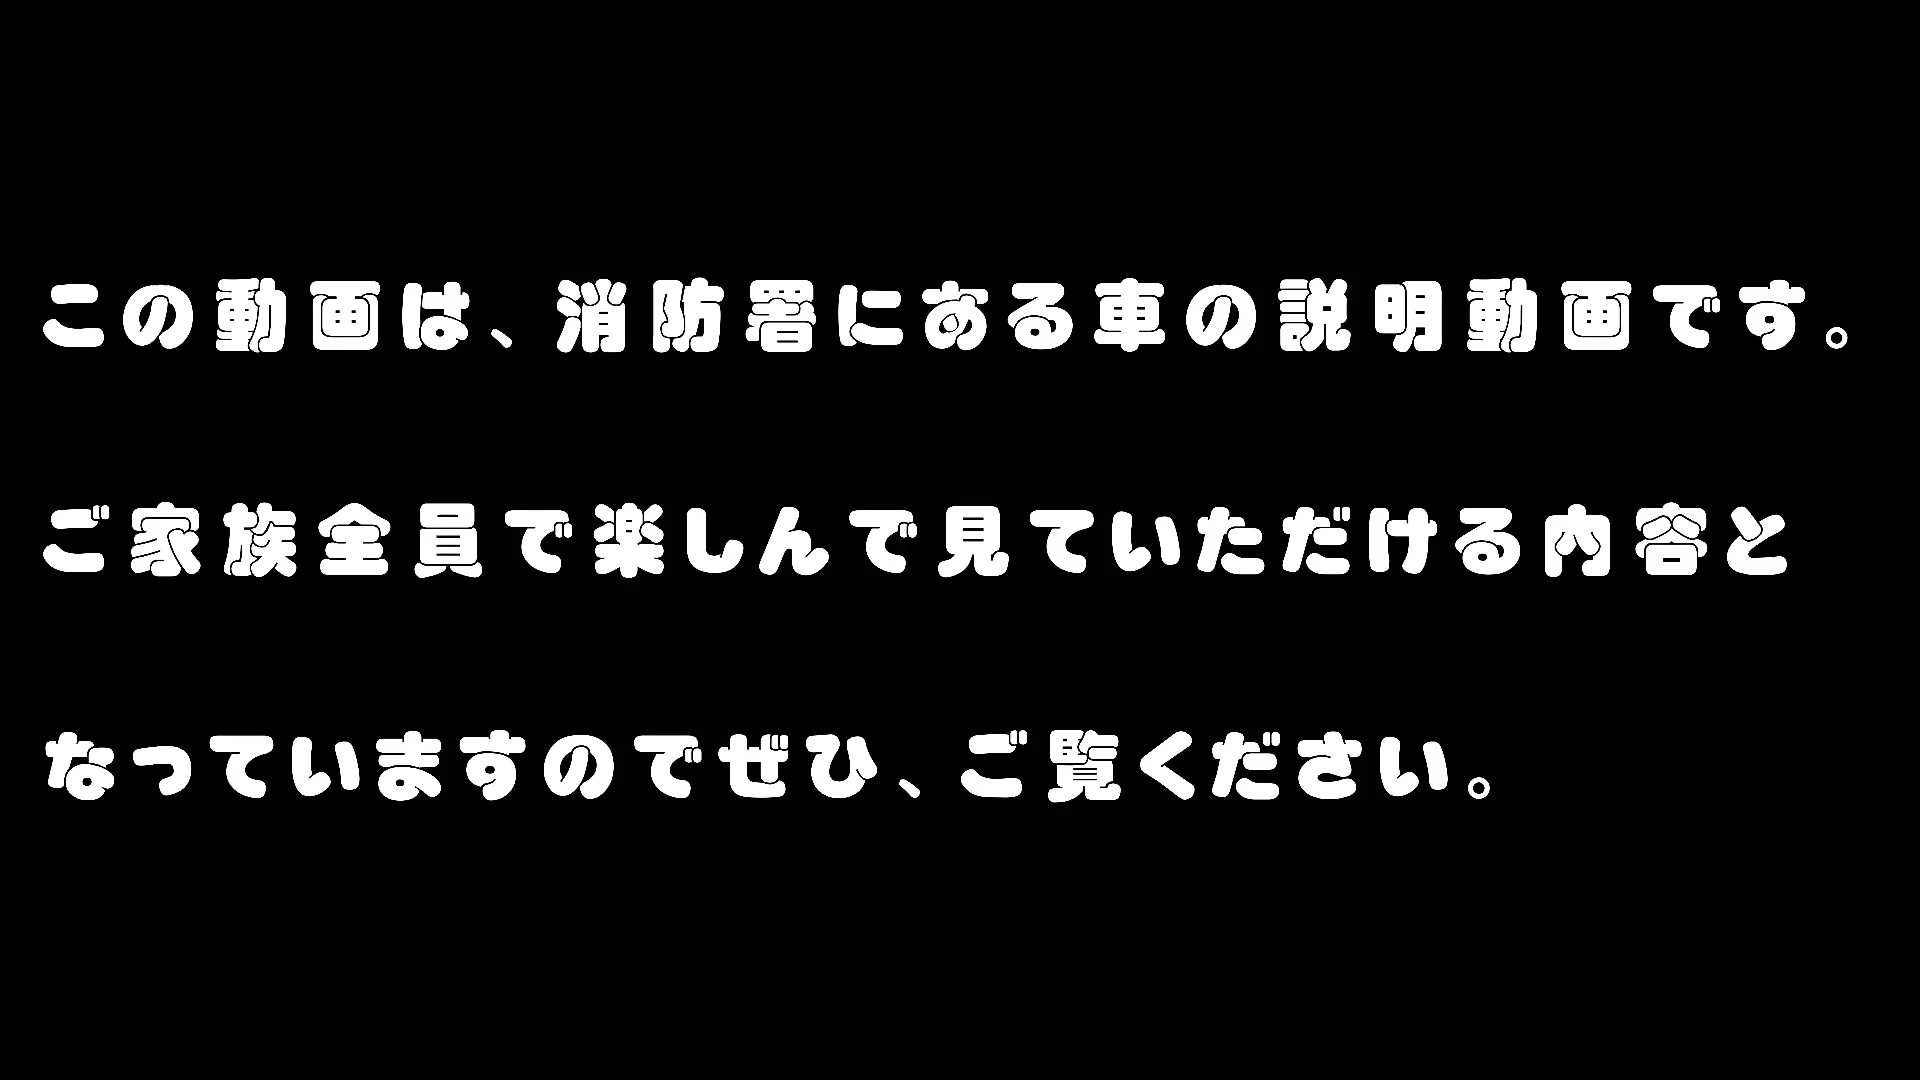 この動画は、消防署にある車の説明動画です。
ご家族全員で楽しんで見ていただける内容と
なっていますのでぜひ、ご覧ください。